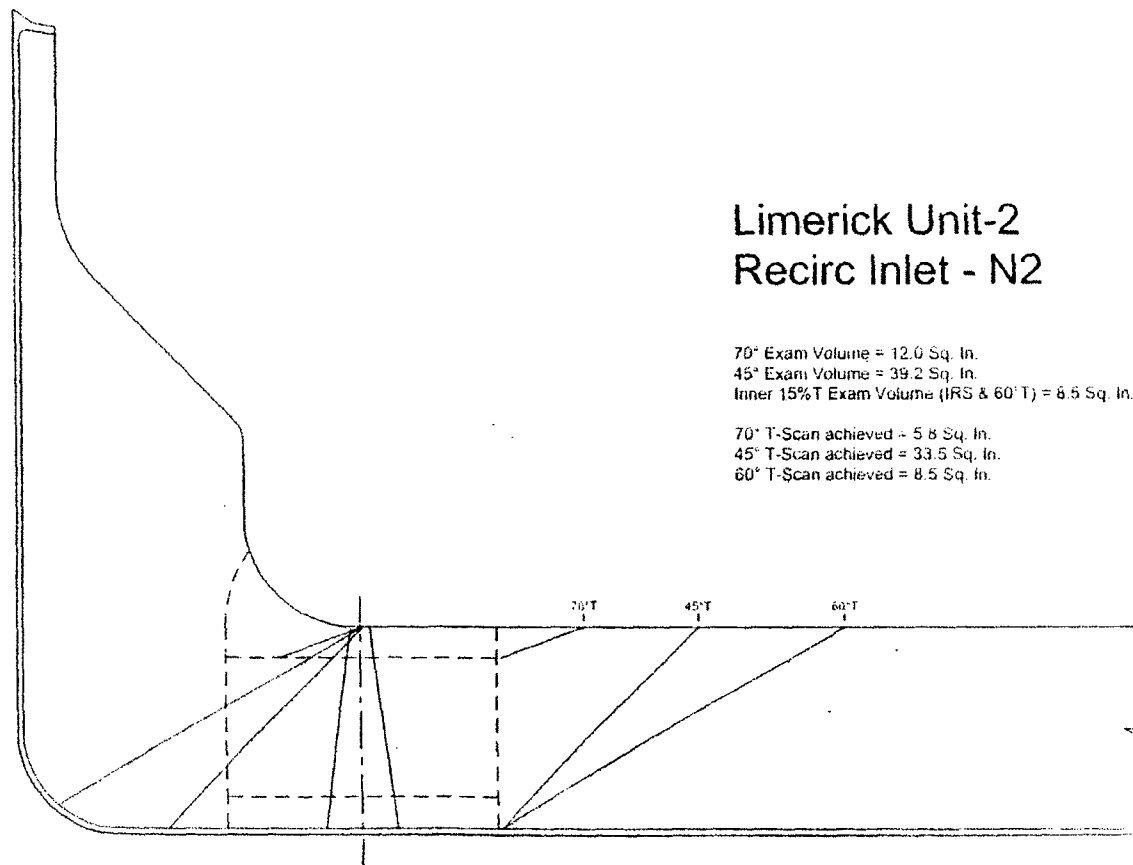 Limerick Unit-2
Recirc Inlet - N2
70° Exam Volume = 12.0 Sq. In.
45° Exam Volume = 39.2 Sq. In.
Inner 15%T Exam Volume (IRS & 60°T) = 8.5 Sq. In.
70° T-Scan achieved = 5.8 Sq. In.
45° T-Scan achieved = 33.5 Sq. In.
60° T-Scan achieved = 8.5 Sq. In.
70°T 45°T 60°T